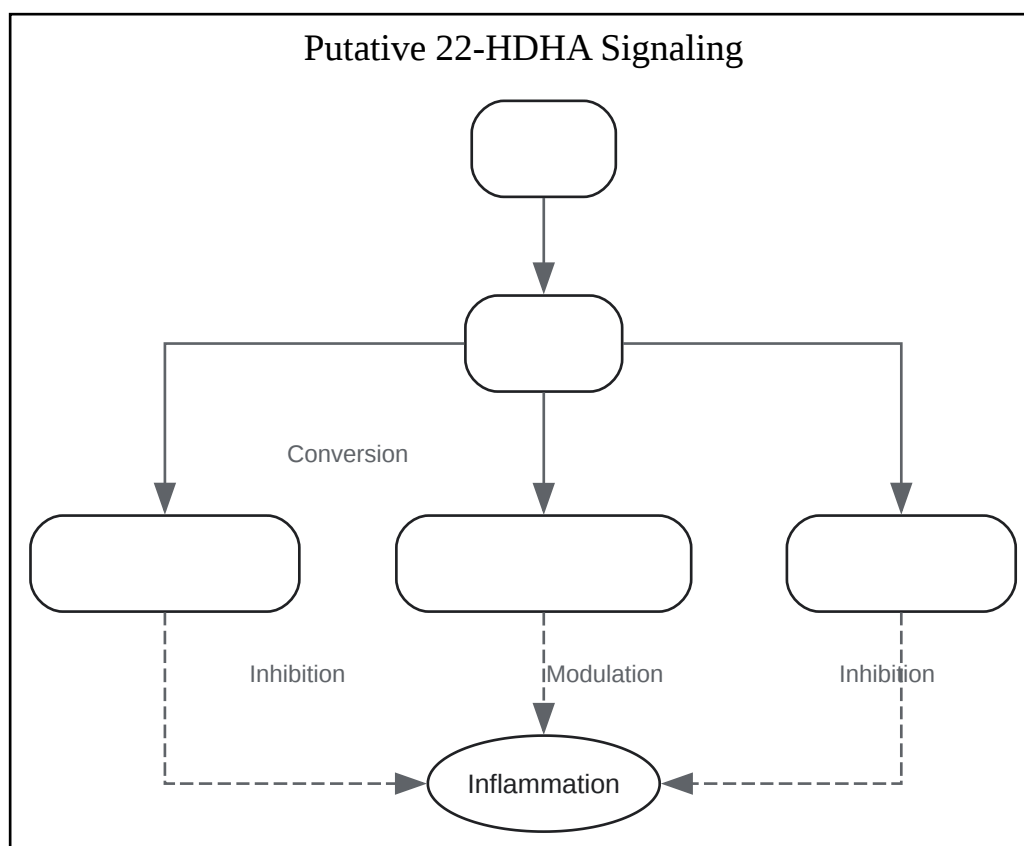 Putative 22-HDHA Signaling
Conversion
Inhibition
Modulation
Inhibition
Inflammation